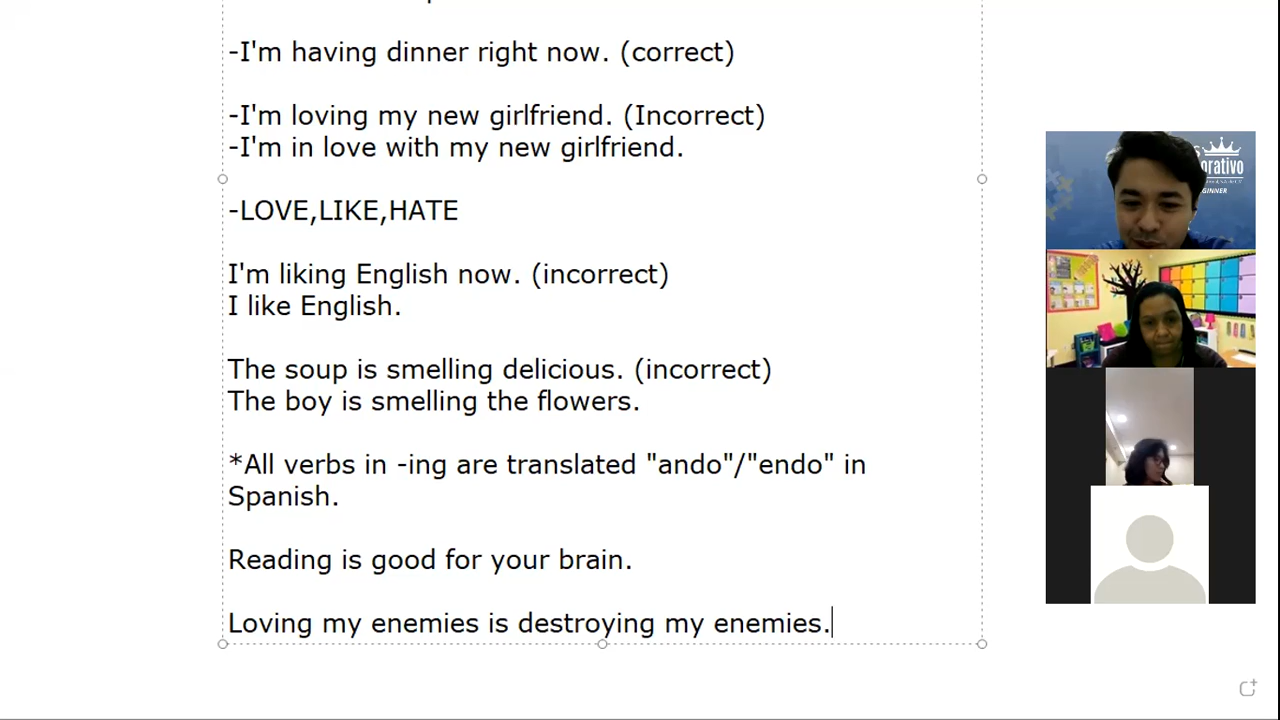 -I'm having dinner right now. (correct)
-I'm loving my new girlfriend. (Incorrect)
-I'm in love with my new girlfriend.
-LOVE,LIKE,HATE
I'm liking English now. (incorrect)
I like English.
The soup is smelling delicious. (incorrect)
The boy is smelling the flowers.
*All verbs in -ing are translated "ando"/"endo" in
Spanish.
Reading is good for your brain.
Loving my enemies is destroying my enemies.